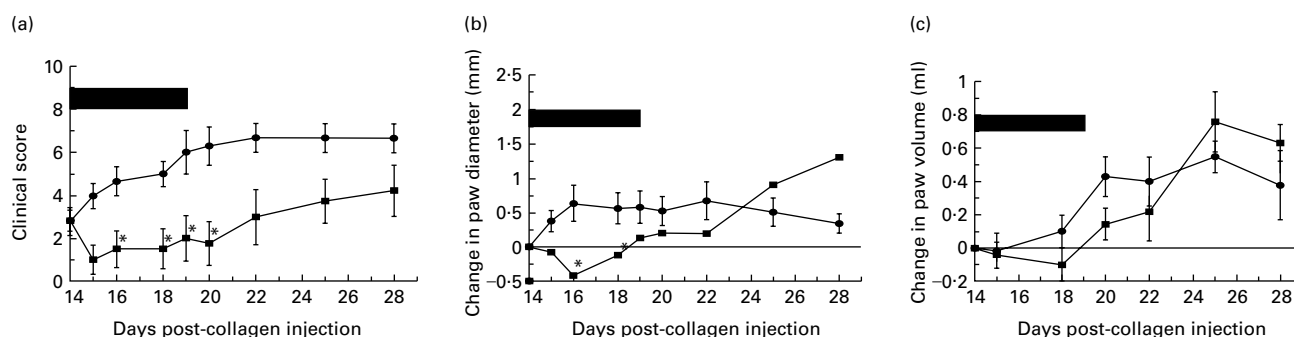 (a)
10
8
6
4
2
0
Clinical score
*
*
*
*
14 16 18 20 22 24 26 28
Days post-collagen injection
(b)
2·5
2
1·5
1
0·5
0
−0·5
Change in paw diameter (mm)
*
*
14 16 18 20 22 24 26 28
Days post-collagen injection
(c)
1
0·8
0·6
0·4
0·2
0
−0·2
Change in paw volume (ml)
14 16 18 20 22 24 26 28
Days post-collagen injection